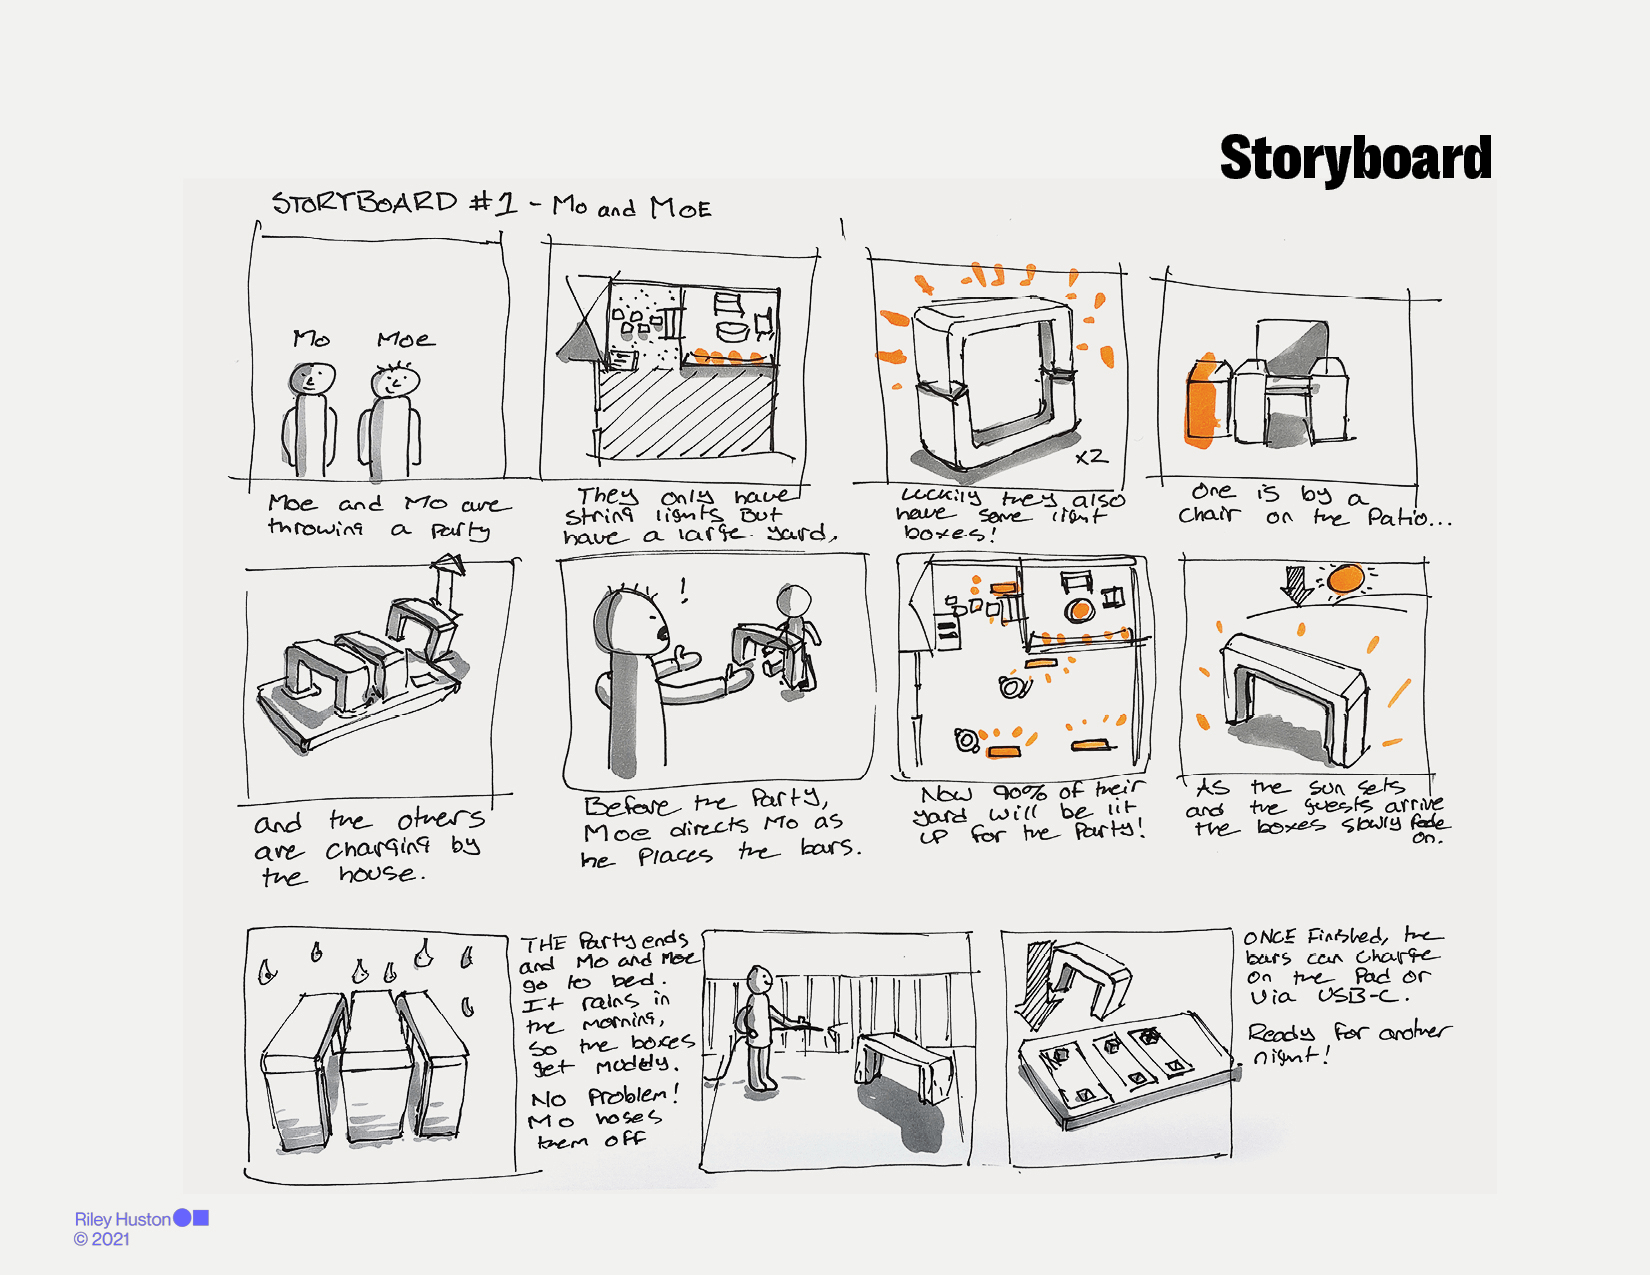 Storyboard
STORYBOARD #1 - Mo and MOE
Mo
Moe
Moe and Mo are
throwing a party
They only have
string lights but
have a large yard,
x2
Luckily they also
have some light
boxes!
One is by a
chair on the Patio...
and the others
are charging by
the house.
!
Before the Party,
Moe directs Mo as
he Places the bars.
Now 90% of their
yard will be lit
up for the Party!
As the sun sets
and the guests arrive
the boxes slowly fade
on.
THE Party ends
and Mo and Moe
go to bed.
It rains in
the morning,
so the boxes
get muddy.
No Problem!
Mo hoses
them off
ONCE Finished, the
bars can charge
on the Pad or
Via USB-C.
Ready for another
night!
Riley Huston
© 2021